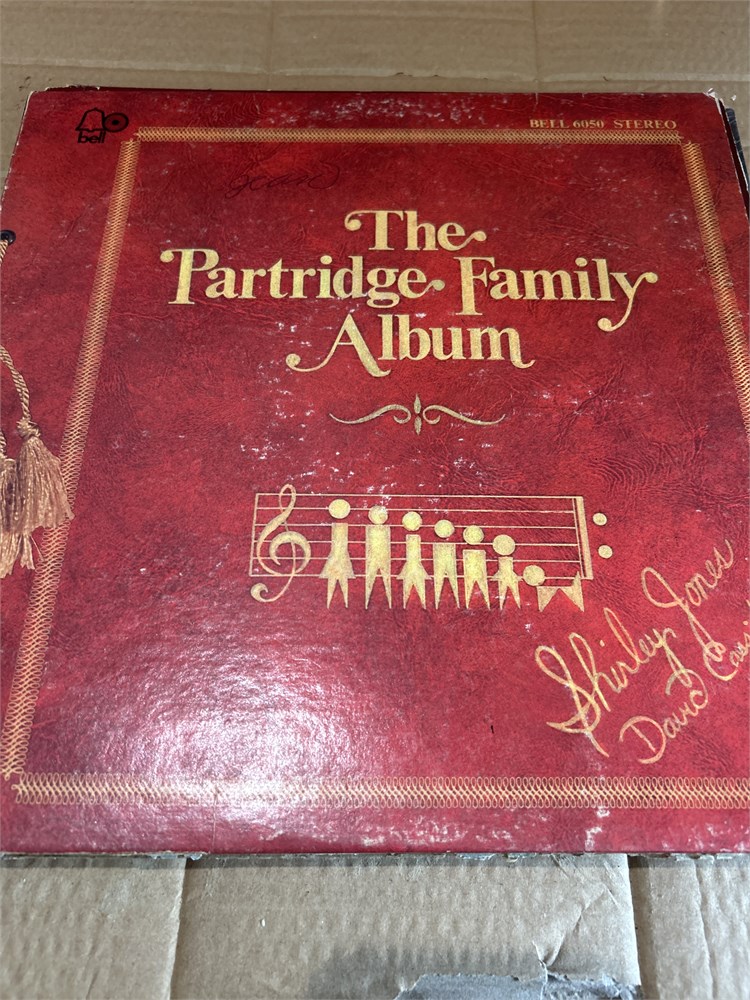 bell
BELL 6050 STEREO
The
Partridge Family
Album
Shirley Jones
David